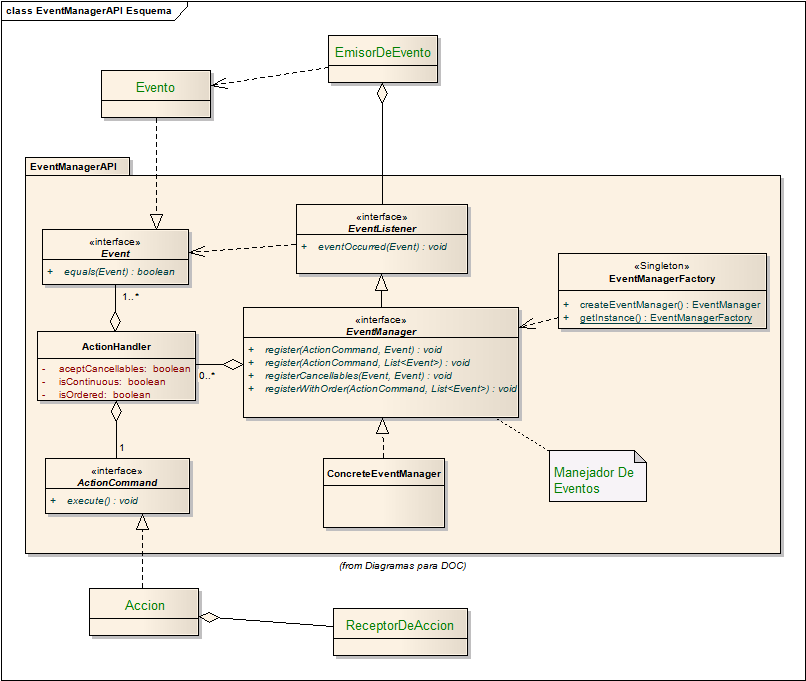 class EventManagerAPI Esquema
EmisorDeEvento
Evento
EventManagerAPI
«interface»
EventListener
+ eventOccurred(Event) : void
«interface»
Event
+ equals(Event) : boolean
«Singleton»
EventManagerFactory
+ createEventManager() : EventManager
+ getInstance() : EventManagerFactory
1..*
«interface»
EventManager
+ register(ActionCommand, Event) : void
+ register(ActionCommand, List<Event>) : void
+ registerCancellables(Event, Event) : void
+ registerWithOrder(ActionCommand, List<Event>) : void
ActionHandler
- aceptCancellables: boolean
- isContinuous: boolean
- isOrdered: boolean
0..*
1
«interface»
ActionCommand
+ execute() : void
ConcreteEventManager
Manejador De
Eventos
(from Diagramas para DOC)
Accion
ReceptorDeAccion